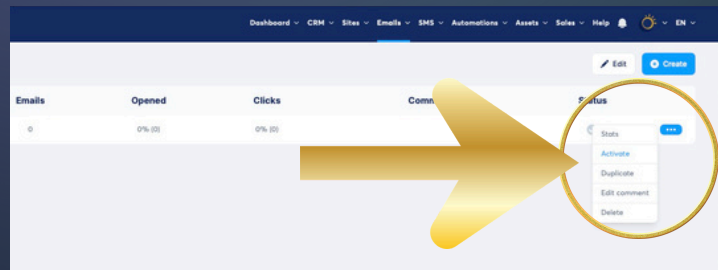 Dashboard CRM Sites Emails SMS Automations Assets Sales Help EN
Edit Create
Emails Opened Clicks Comm Status
0 0% (0) 0% (0)
Stats
Activate
Duplicate
Edit comment
Delete